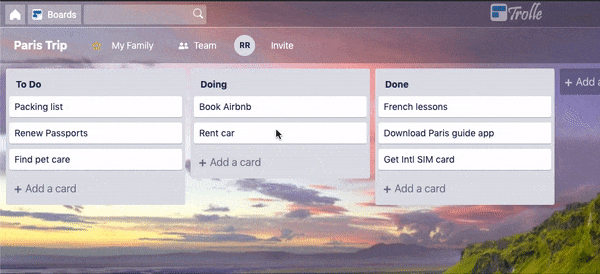 Boards
Trolle
Paris Trip
My Family
Team
RR
Invite
To Do
Packing list
Renew Passports
Find pet care
+ Add a card
Doing
Book Airbnb
Rent car
+ Add a card
Done
French lessons
Download Paris guide app
Get Intl SIM card
+ Add a card
+ Add a